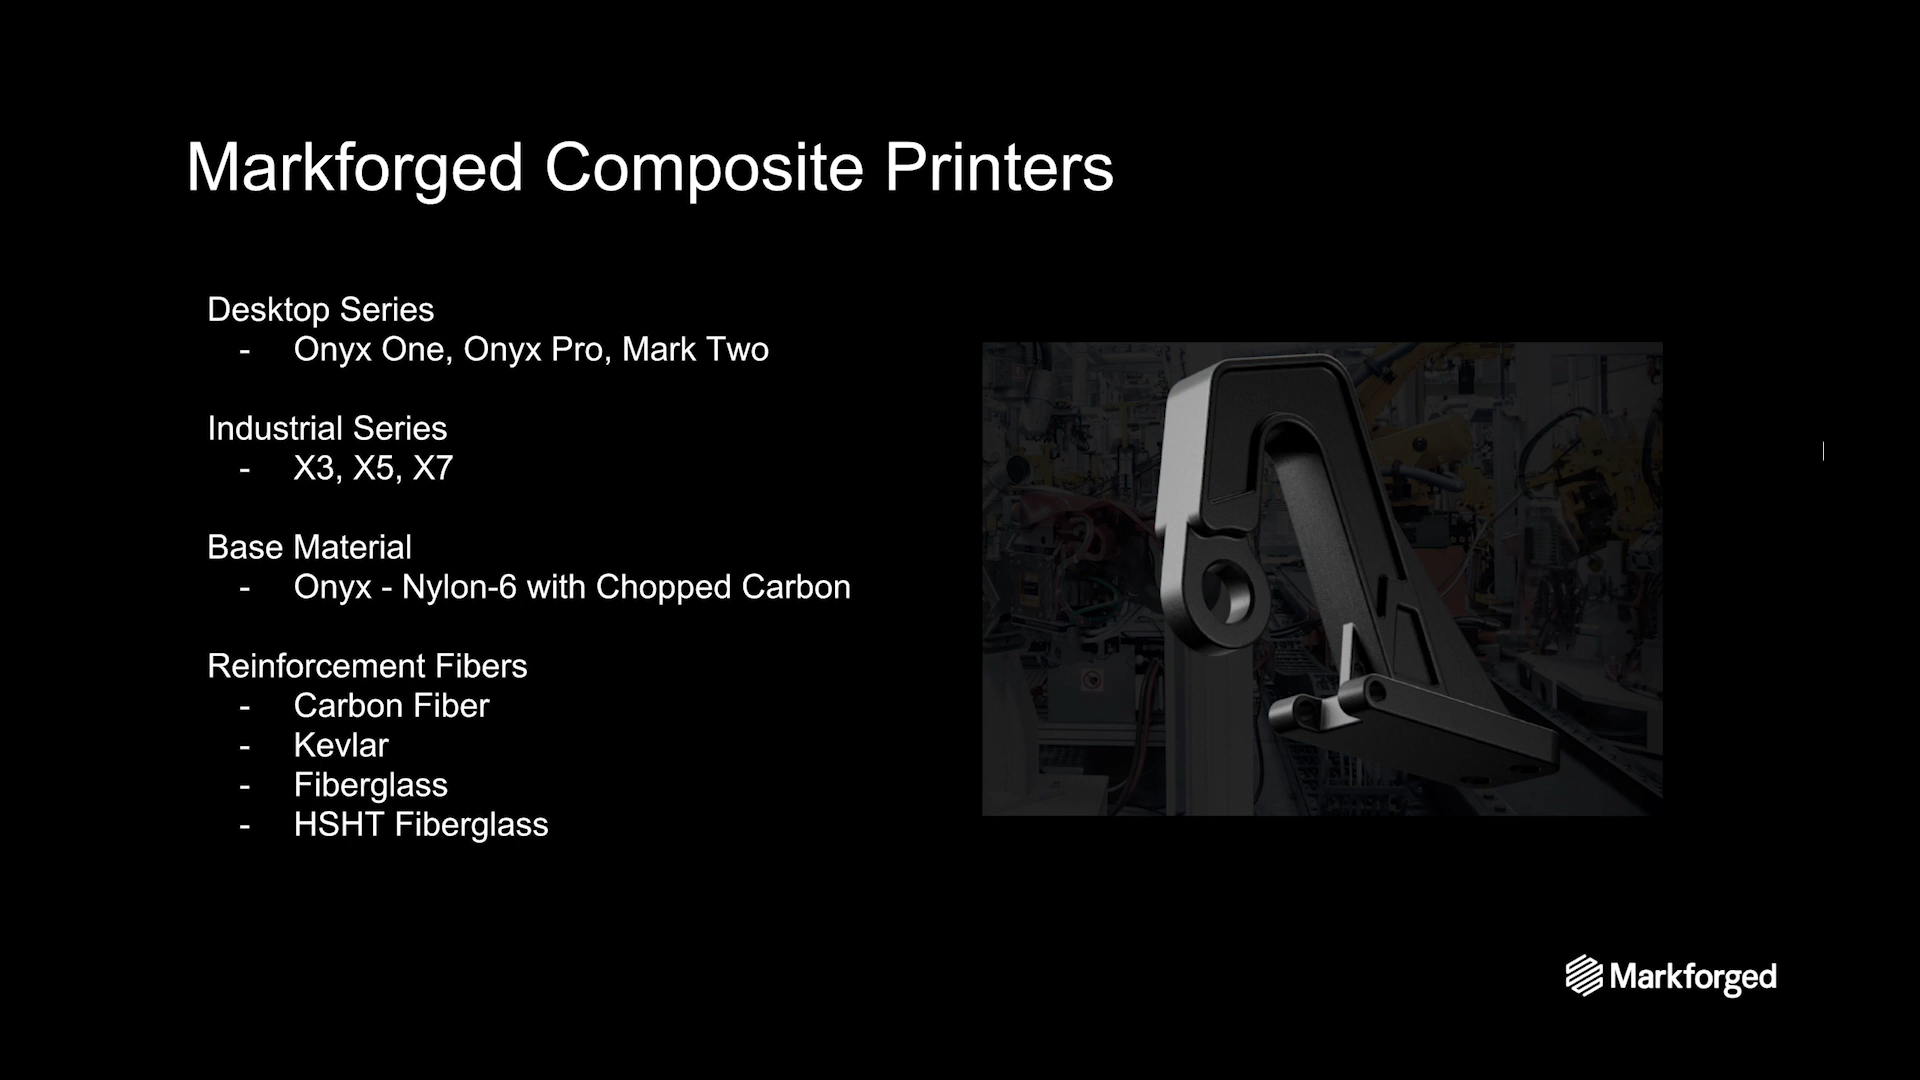 Markforged Composite Printers
Desktop Series
- Onyx One, Onyx Pro, Mark Two
Industrial Series
- X3, X5, X7
Base Material
- Onyx - Nylon-6 with Chopped Carbon
Reinforcement Fibers
- Carbon Fiber
- Kevlar
- Fiberglass
- HSHT Fiberglass
Markforged